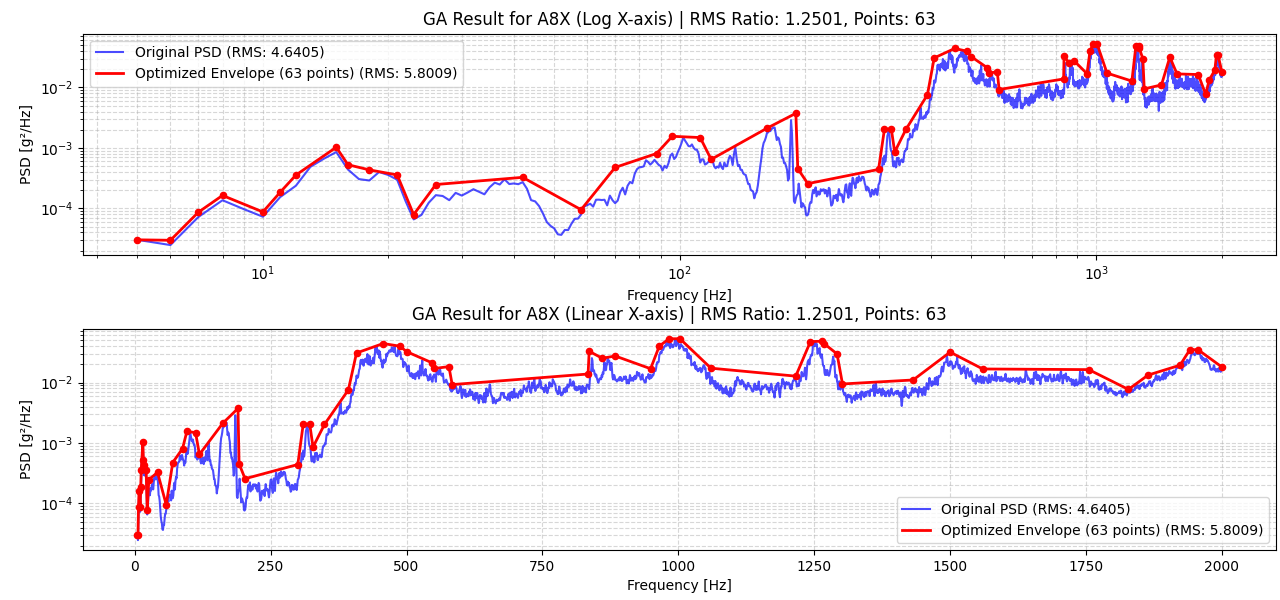 GA Result for A8X (Log X-axis) | RMS Ratio: 1.2501, Points: 63
Original PSD (RMS: 4.6405)
Optimized Envelope (63 points) (RMS: 5.8009)
PSD [g²/Hz]
10⁻²
10⁻³
10⁻⁴
10¹ 10² 10³
Frequency [Hz]
GA Result for A8X (Linear X-axis) | RMS Ratio: 1.2501, Points: 63
PSD [g²/Hz]
10⁻²
10⁻³
10⁻⁴
Original PSD (RMS: 4.6405)
Optimized Envelope (63 points) (RMS: 5.8009)
0 250 500 750 1000 1250 1500 1750 2000
Frequency [Hz]